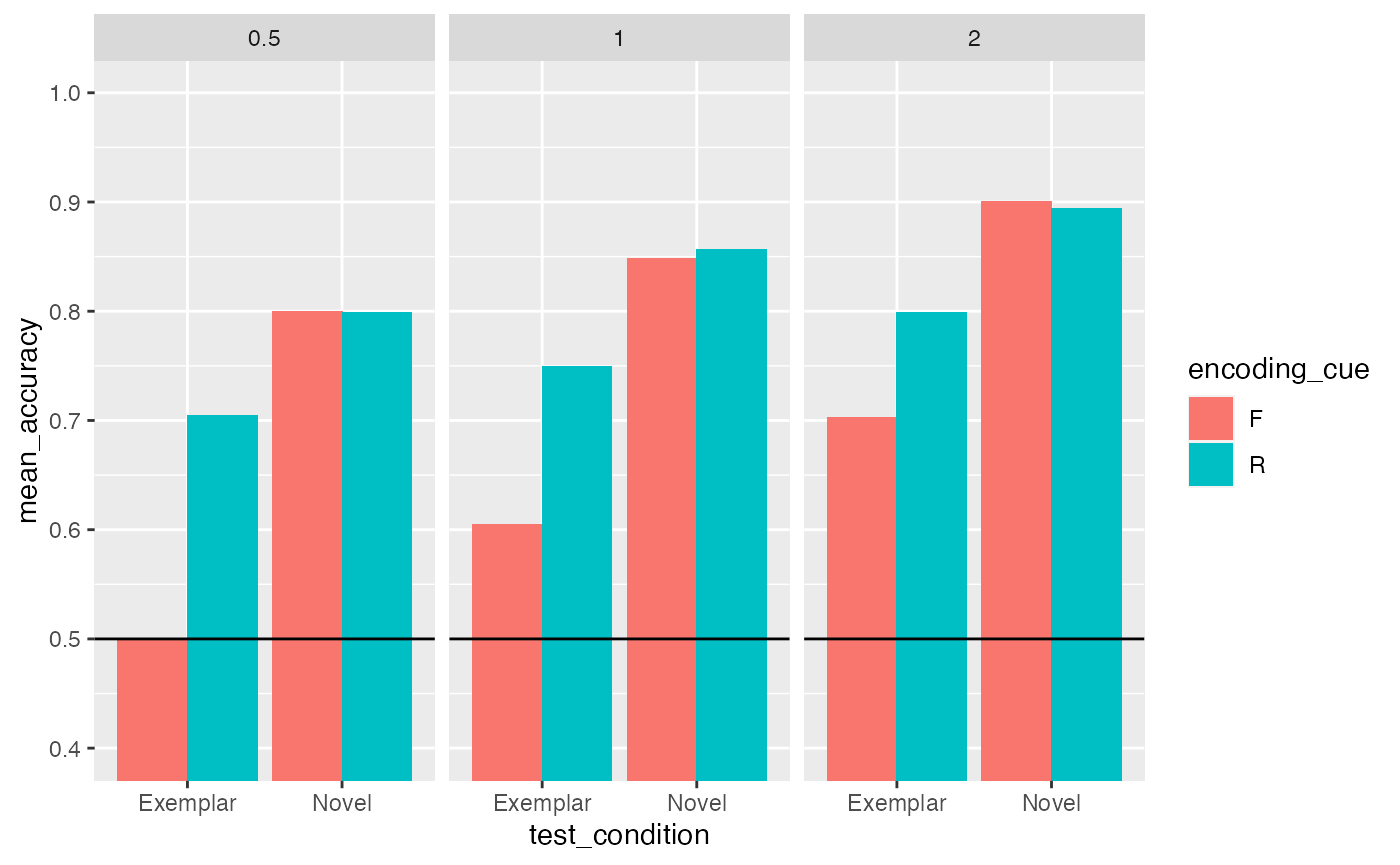 0.5 1 2
1.0
0.9
0.8
0.7
0.6
0.5
0.4
mean_accuracy
Exemplar Novel Exemplar Novel Exemplar Novel
test_condition
encoding_cue
F
R